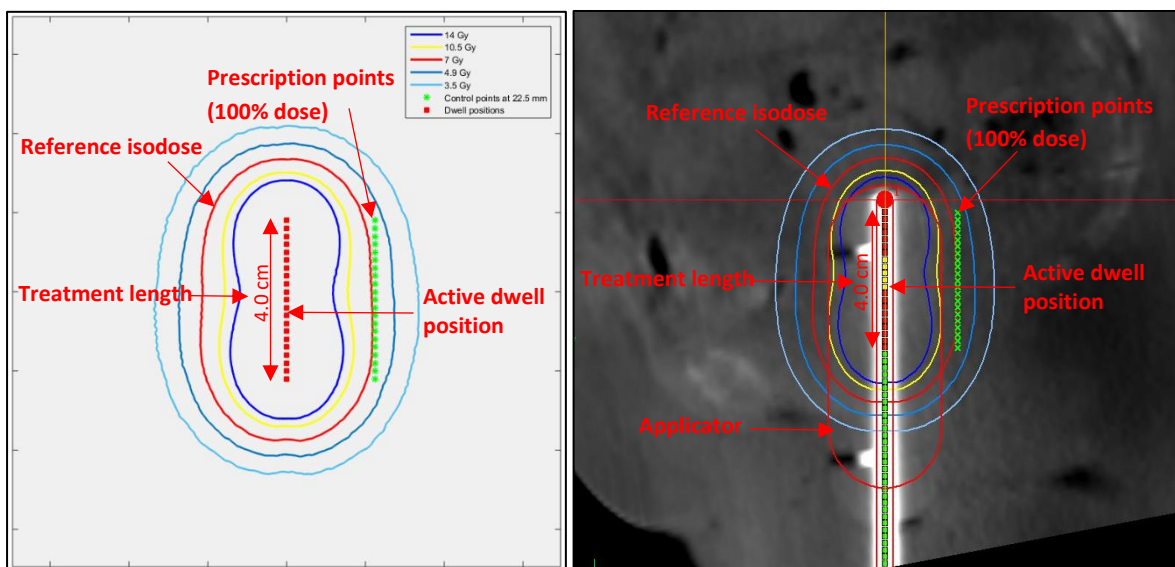 14 Gy
10.5 Gy
7 Gy
4.9 Gy
3.5 Gy
Control points at 22.5 mm
Dwell positions
Prescription points
(100% dose)
Reference isodose
Treatment length
4.0 cm
Active dwell
position
Reference isodose
Prescription points
(100% dose)
1
Treatment length
4.0 cm
Active dwell
position
Applicator